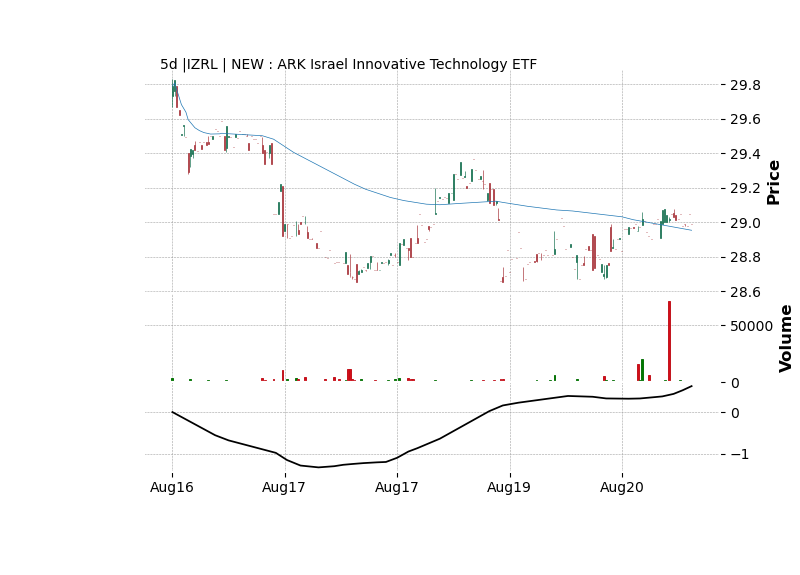 5d |IZRL | NEW : ARK Israel Innovative Technology ETF
29.8
29.6
29.4
29.2
29.0
28.8
28.6
Price
50000
0
Volume
0
−1
Aug16 Aug17 Aug17 Aug19 Aug20